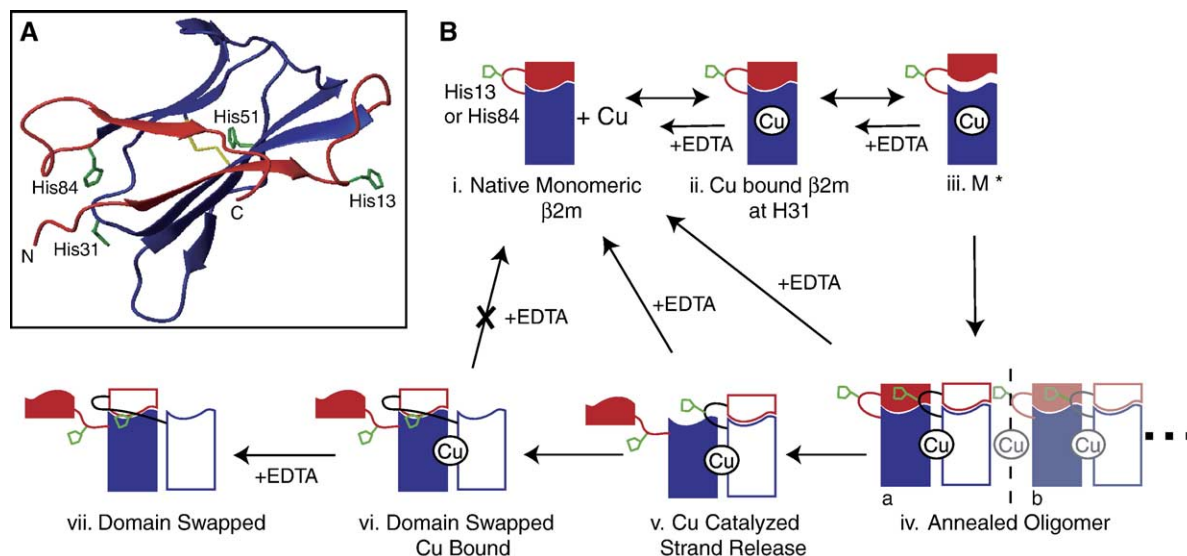 A
His51
His84
His13
C
N
His31
B
His13
or His84
+ Cu
+EDTA
Cu
+EDTA
Cu
i. Native Monomeric
β2m
ii. Cu bound β2m
at H31
iii. M *
+EDTA
+EDTA
+EDTA
Cu
Cu
Cu
Cu
Cu
+EDTA
a
b
vii. Domain Swapped
vi. Domain Swapped
Cu Bound
v. Cu Catalyzed
Strand Release
iv. Annealed Oligomer